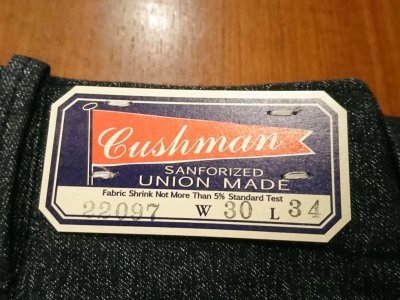 Cushman
SANFORIZED
UNION MADE
Fabric Shrink Not More Than 5% Standard Test
22097 W 30 L 34